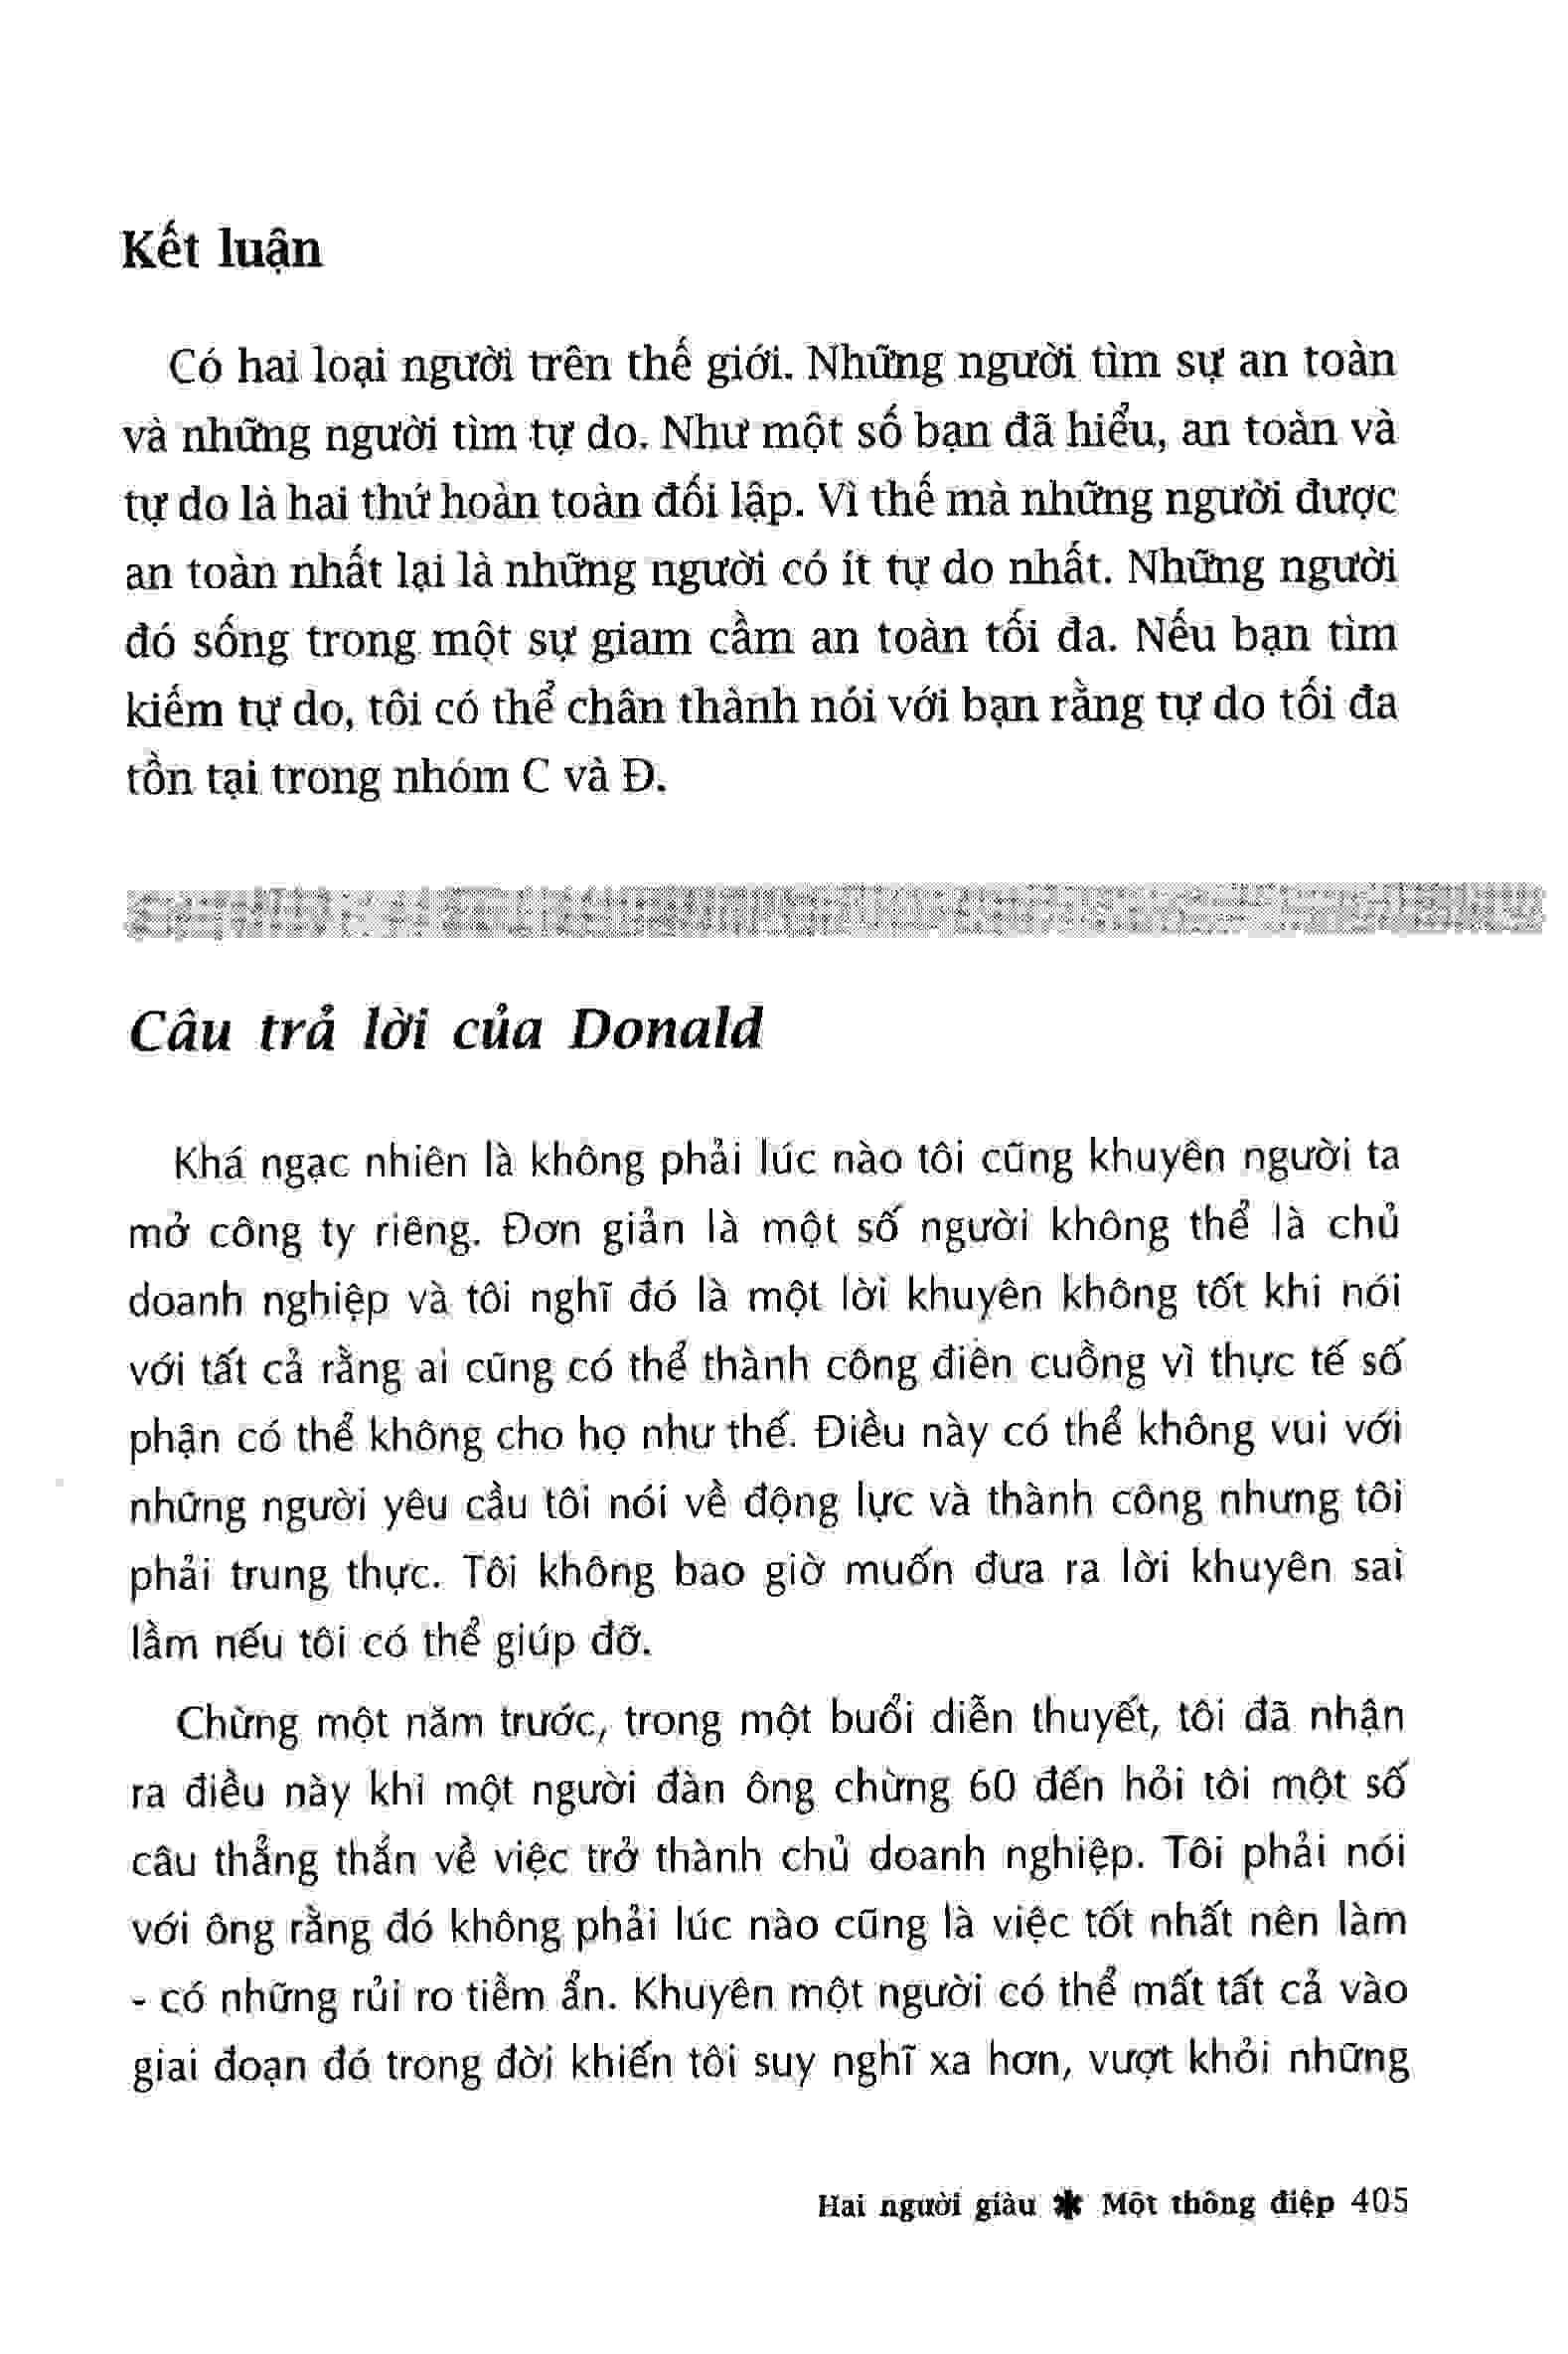 Kết luận
Có hai loại người trên thế giới. Những người tìm sự an toàn
và những người tìm tự do. Như một số bạn đã hiểu, an toàn và
tự do là hai thứ hoàn toàn đối lập. Vì thế mà những người được
an toàn nhất lại là những người có ít tự do nhất. Những người
đó sống trong một sự giam cầm an toàn tối đa. Nếu bạn tìm
kiếm tự do, tôi có thể chân thành nói với bạn rằng tự do tối đa
tồn tại trong nhóm C và Đ.
Câu trả lời của Donald
Khá ngạc nhiên là không phải lúc nào tôi cũng khuyên người ta
mở công ty riêng. Đơn giản là một số người không thể là chủ
doanh nghiệp và tôi nghĩ đó là một lời khuyên không tốt khi nói
với tất cả rằng ai cũng có thể thành công điên cuồng vì thực tế số
phận có thể không cho họ như thế. Điều này có thể không vui với
những người yêu cầu tôi nói về động lực và thành công nhưng tôi
phải trung thực. Tôi không bao giờ muốn đưa ra lời khuyên sai
lầm nếu tôi có thể giúp đỡ.
Chừng một năm trước, trong một buổi diễn thuyết, tôi đã nhận
ra điều này khi một người đàn ông chừng 60 đến hỏi tôi một số
câu thẳng thắn về việc trở thành chủ doanh nghiệp. Tôi phải nói
với ông rằng đó không phải lúc nào cũng là việc tốt nhất nên làm
- có những rủi ro tiềm ẩn. Khuyên một người có thể mất tất cả vào
giai đoạn đó trong đời khiến tôi suy nghĩ xa hơn, vượt khỏi những
Hai người giàu ✱ Một thông điệp 405